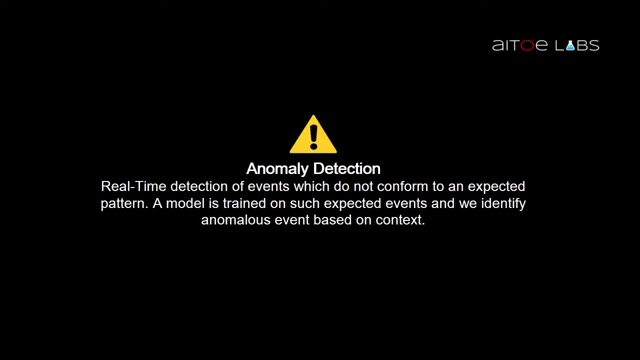 aiToe LABS
Anomaly Detection
Real-Time detection of events which do not conform to an expected
pattern. A model is trained on such expected events and we identify
anomalous event based on context.